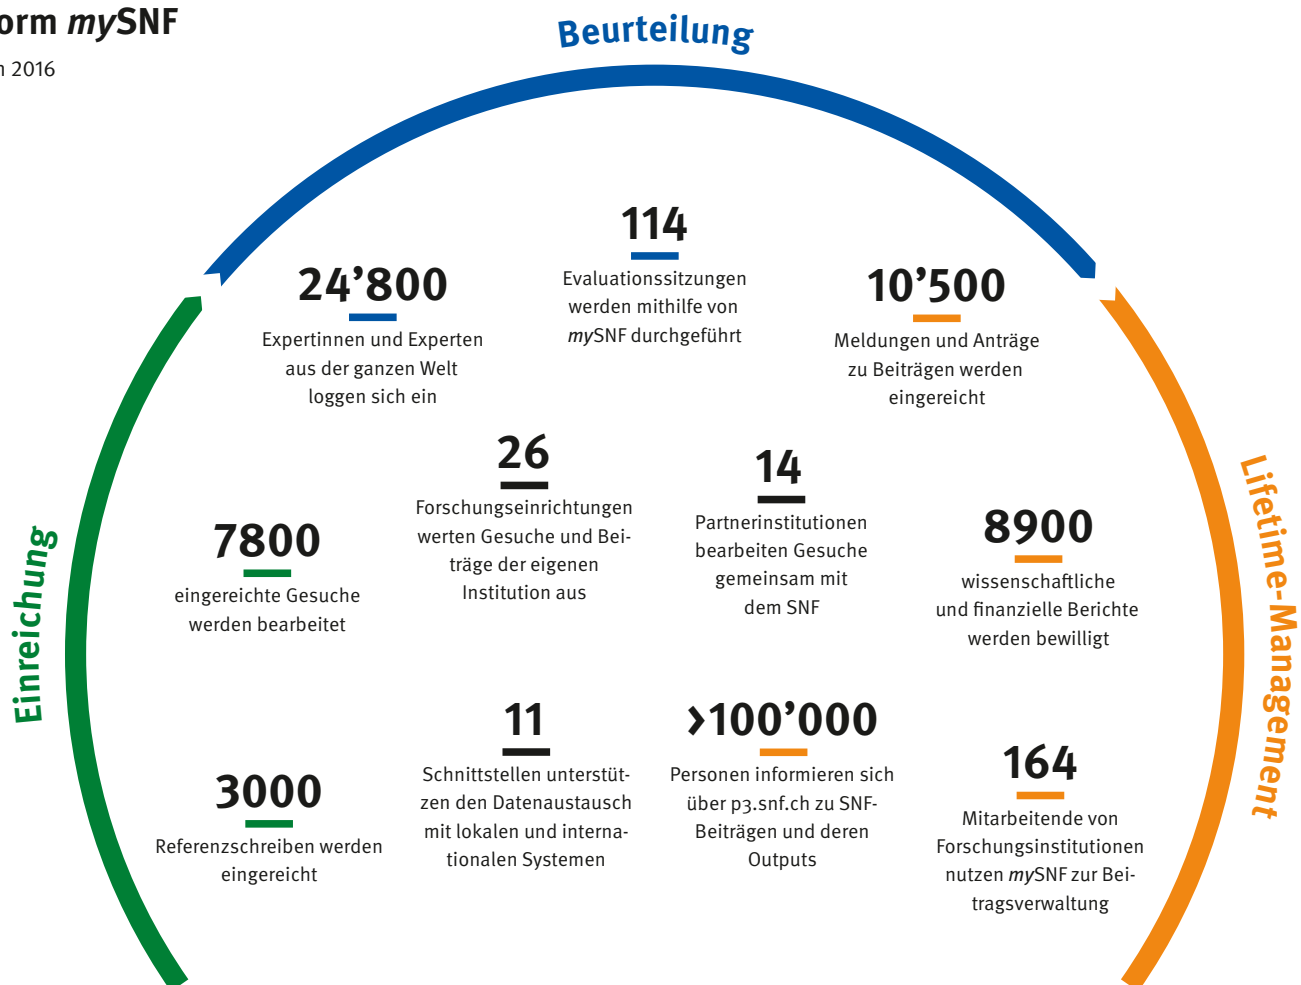 orm mySNF
2016
Beurteilung
114
Evaluationssitzungen
werden mithilfe von
mySNF durchgeführt
24’800
Expertinnen und Experten
aus der ganzen Welt
loggen sich ein
10’500
Meldungen und Anträge
zu Beiträgen werden
eingereicht
26
Forschungseinrichtungen
werten Gesuche und Bei-
träge der eigenen
Institution aus
14
Partnerinstitutionen
bearbeiten Gesuche
gemeinsam mit
dem SNF
7800
eingereichte Gesuche
werden bearbeitet
8900
wissenschaftliche
und finanzielle Berichte
werden bewilligt
Einreichung
Lifetime-Management
11
Schnittstellen unterstüt-
zen den Datenaustausch
mit lokalen und interna-
tionalen Systemen
>100’000
Personen informieren sich
über p3.snf.ch zu SNF-
Beiträgen und deren
Outputs
3000
Referenzschreiben werden
eingereicht
164
Mitarbeitende von
Forschungsinstitutionen
nutzen mySNF zur Bei-
tragsverwaltung